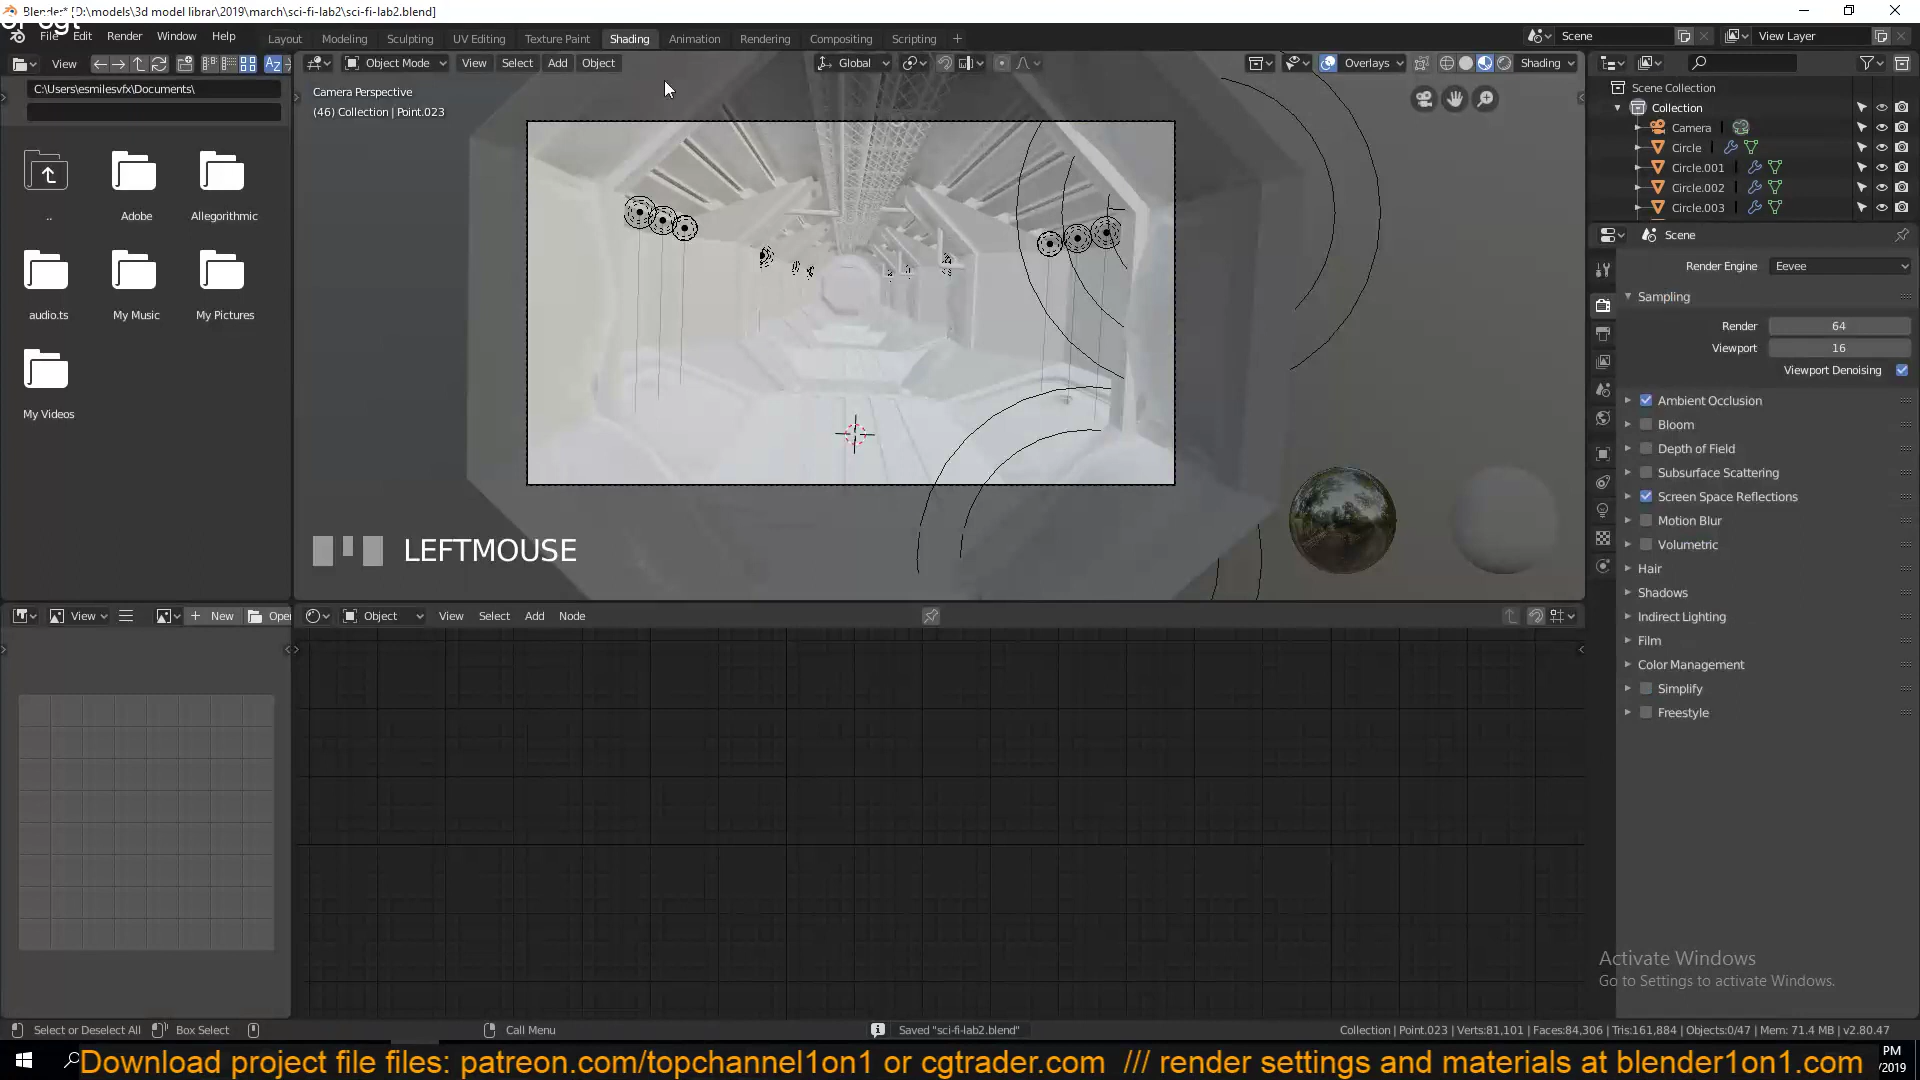 Blender* [D:\models\3d model librar\2019\march\sci-fi-lab2\sci-fi-lab2.blend]
File Edit Render Window Help
Layout Modeling Sculpting UV Editing Texture Paint Shading Animation Rendering Compositing Scripting +
Scene
View Layer
View
Object Mode View Select Add Object
Global
Overlays
Shading
C:\Users\esmilesvfx\Documents\
Camera Perspective
(46) Collection | Point.023
Scene Collection
Collection
Camera
Circle
Circle.001
Circle.002
Circle.003
..
Adobe
Allegorithmic
audio.ts
My Music
My Pictures
My Videos
LEFTMOUSE
Scene
Render Engine Eevee
Sampling
Render 64
Viewport 16
Viewport Denoising
Ambient Occlusion
Bloom
Depth of Field
Subsurface Scattering
Screen Space Reflections
Motion Blur
Volumetric
Hair
Shadows
Indirect Lighting
Film
Color Management
Simplify
Freestyle
View
New
Open
Object View Select Add Node
Activate Windows
Go to Settings to activate Windows.
Select or Deselect All Box Select Call Menu
Saved "sci-fi-lab2.blend"
Collection | Point.023 | Verts:81,101 | Faces:84,306 | Tris:161,884 | Objects:0/47 | Mem: 71.4 MB | v2.80.47
Download project file files: patreon.com/topchannel1on1 or cgtrader.com /// render settings and materials at blender1on1.com
PM
/2019